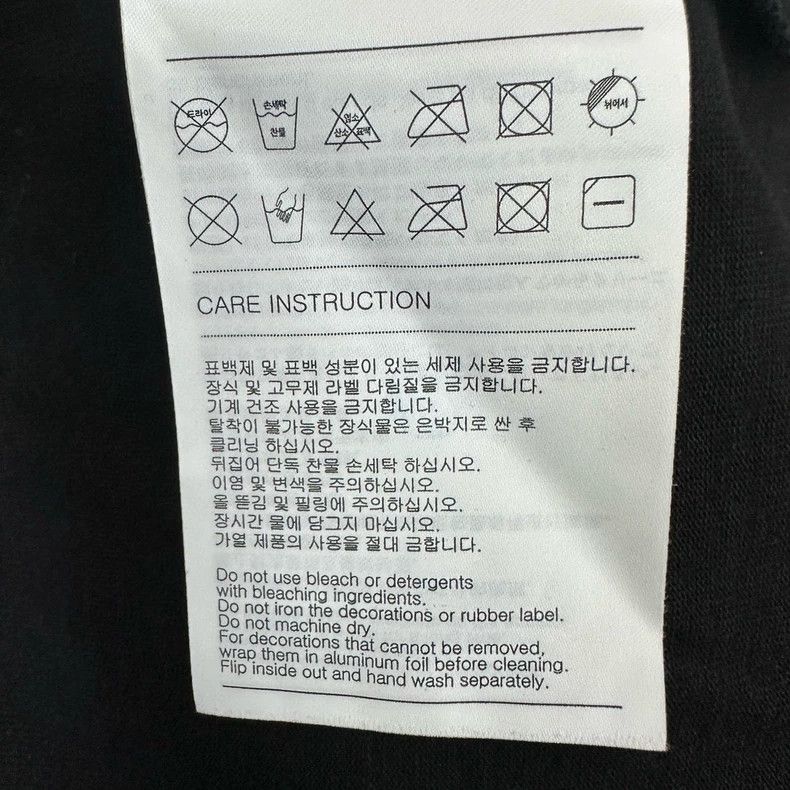 드라이
손세탁
찬물
염소
산소 표백
뉘어서
CARE INSTRUCTION
표백제 및 표백 성분이 있는 세제 사용을 금지합니다.
장식 및 고무제 라벨 다림질을 금지합니다.
기계 건조 사용을 금지합니다.
탈착이 불가능한 장식물은 은박지로 싼 후
클리닝 하십시오.
뒤집어 단독 찬물 손세탁 하십시오.
이염 및 변색을 주의하십시오.
올 뜯김 및 필링에 주의하십시오.
장시간 물에 담그지 마십시오.
가열 제품의 사용을 절대 금합니다.
Do not use bleach or detergents
with bleaching ingredients.
Do not iron the decorations or rubber label.
Do not machine dry.
For decorations that cannot be removed,
wrap them in aluminum foil before cleaning.
Flip inside out and hand wash separately.